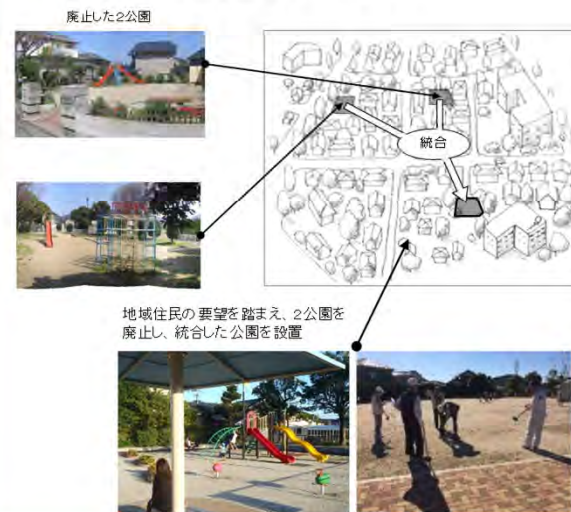 廃止した2公園
統合
地域住民の要望を踏まえ、2公園を
廃止し、統合した公園を設置